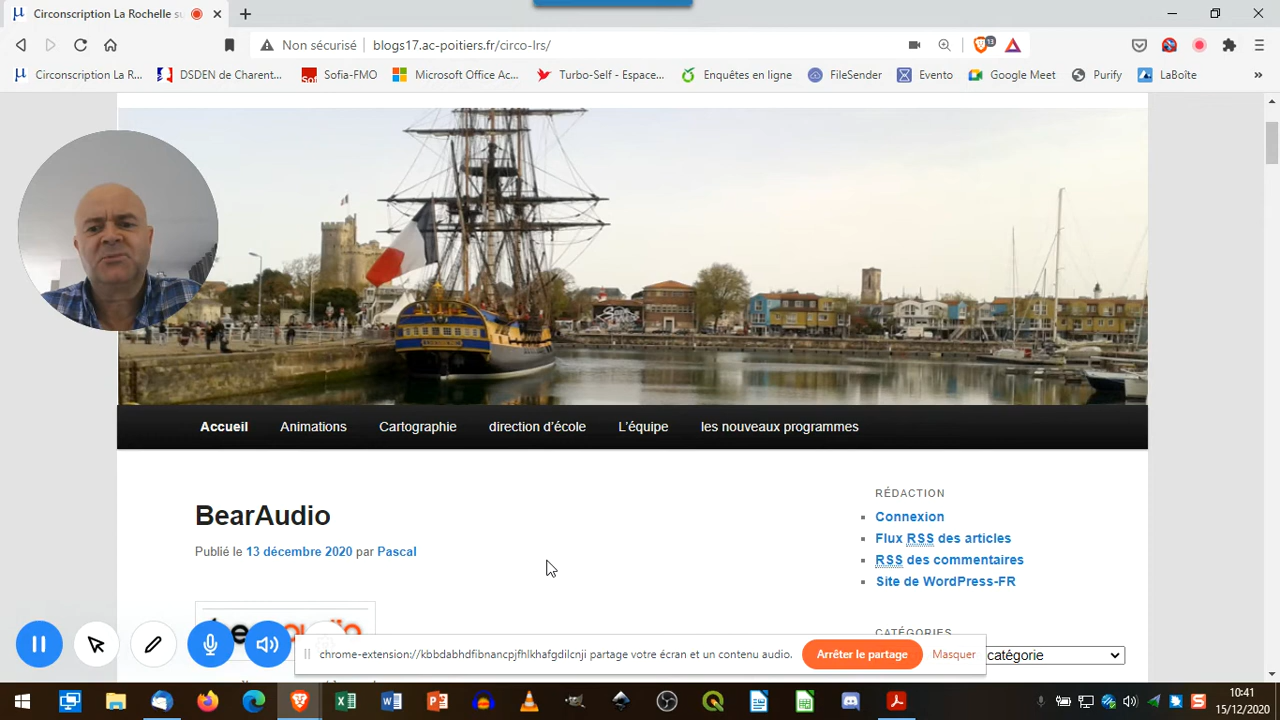 Circonscription La Rochelle su
Non sécurisé blogs17.ac-poitiers.fr/circo-lrs/
13
Circonscription La R... DSDEN de Charent... Sofia-FMO Microsoft Office Ac... Turbo-Self - Espace... Enquêtes en ligne FileSender Evento Google Meet Purify LaBoîte »
Accueil Animations Cartographie direction d'école L'équipe les nouveaux programmes
BearAudio
Publié le 13 décembre 2020 par Pascal
RÉDACTION
Connexion
Flux RSS des articles
RSS des commentaires
Site de WordPress-FR
CATÉGORIES
catégorie
chrome-extension://kbbdabhdfibnancpjfhlkhafgdilcnji partage votre écran et un contenu audio. Arrêter le partage Masquer
10:41
15/12/2020